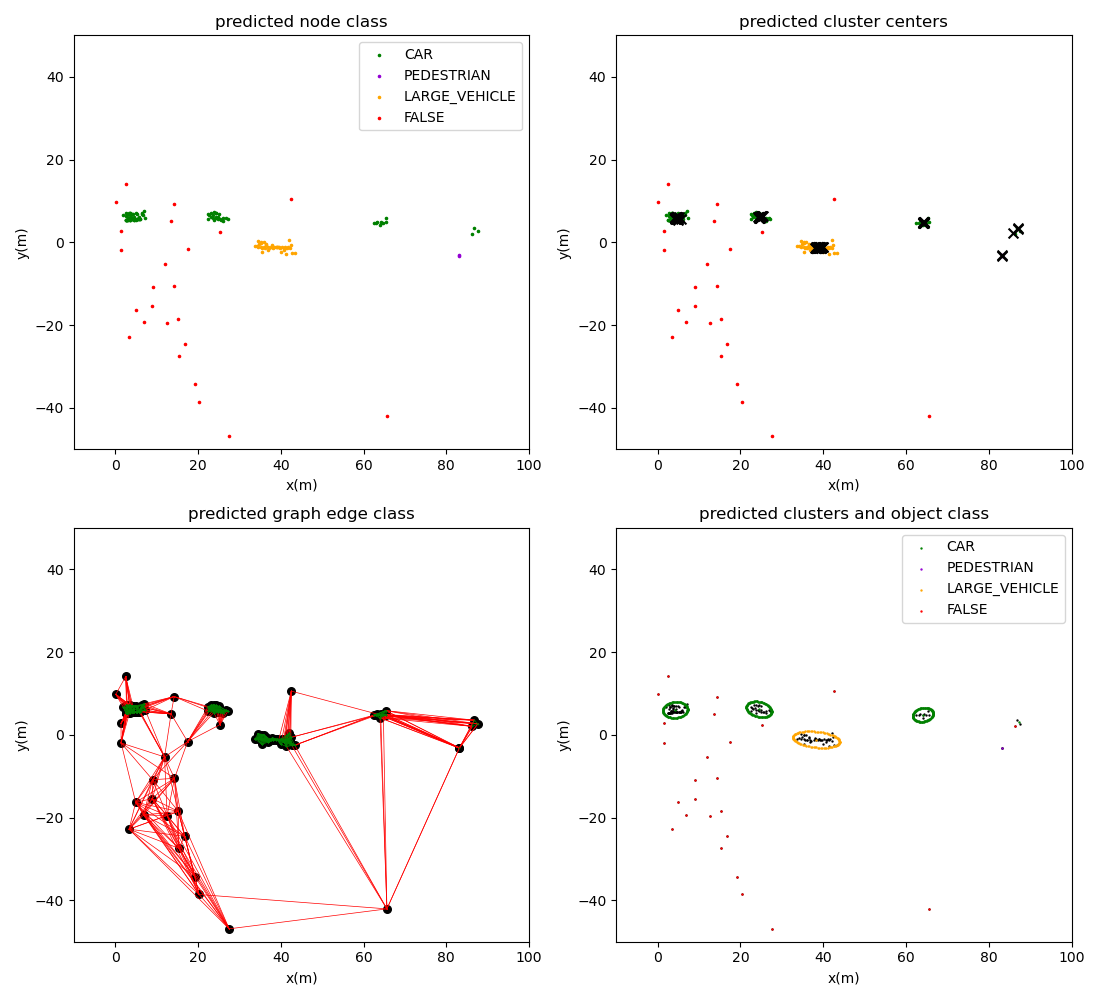 predicted node class
CAR
PEDESTRIAN
LARGE_VEHICLE
FALSE
40
20
0
−20
−40
y(m)
0 20 40 60 80 100
x(m)
predicted cluster centers
40
20
0
−20
−40
y(m)
0 20 40 60 80 100
x(m)
predicted graph edge class
40
20
0
−20
−40
y(m)
0 20 40 60 80 100
x(m)
predicted clusters and object class
CAR
PEDESTRIAN
LARGE_VEHICLE
FALSE
40
20
0
−20
−40
y(m)
0 20 40 60 80 100
x(m)